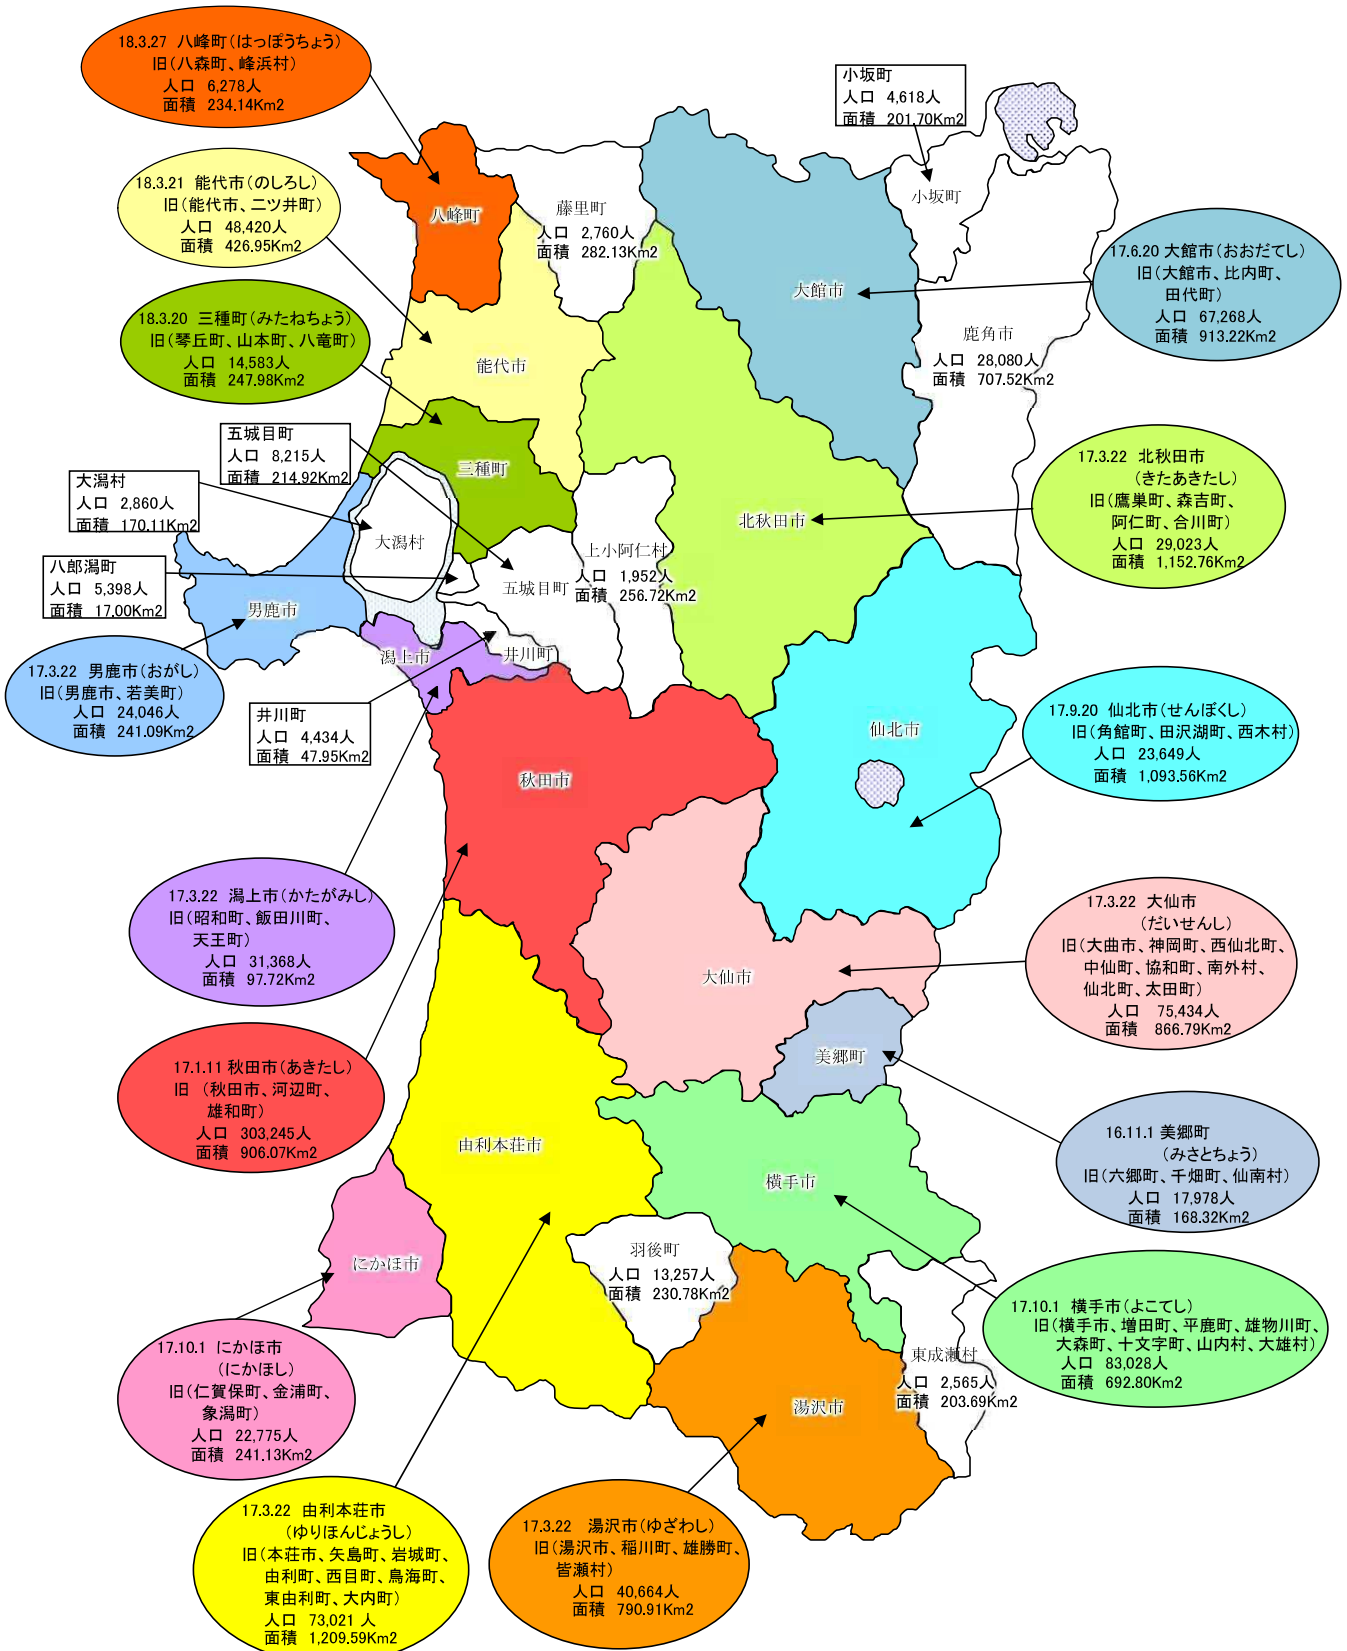 18.3.27 八峰町(はっぽうちょう)
旧(八森町、峰浜村)
人口 6,278人
面積 234.14Km2
小坂町
人口 4,618人
面積 201.70Km2
18.3.21 能代市(のしろし)
旧(能代市、二ツ井町)
人口 48,420人
面積 426.95Km2
八峰町
藤里町
人口 2,760人
面積 282.13Km2
小坂町
17.6.20 大館市(おおだてし)
旧(大館市、比内町、
田代町)
人口 67,268人
面積 913.22Km2
大館市
18.3.20 三種町(みたねちょう)
旧(琴丘町、山本町、八竜町)
人口 14,583人
面積 247.98Km2
能代市
鹿角市
人口 28,080人
面積 707.52Km2
五城目町
人口 8,215人
面積 214.92Km2
三種町
17.3.22 北秋田市
(きたあきたし)
旧(鷹巣町、森吉町、
阿仁町、合川町)
人口 29,023人
面積 1,152.76Km2
大潟村
人口 2,860人
面積 170.11Km2
大潟村
北秋田市
八郎潟町
人口 5,398人
面積 17.00Km2
上小阿仁村
人口 1,952人
面積 256.72Km2
五城目町
男鹿市
潟上市
井川町
17.3.22 男鹿市(おがし)
旧(男鹿市、若美町)
人口 24,046人
面積 241.09Km2
井川町
人口 4,434人
面積 47.95Km2
仙北市
17.9.20 仙北市(せんぼくし)
旧(角館町、田沢湖町、西木村)
人口 23,649人
面積 1,093.56Km2
秋田市
17.3.22 潟上市(かたがみし)
旧(昭和町、飯田川町、
天王町)
人口 31,368人
面積 97.72Km2
大仙市
17.3.22 大仙市
(だいせんし)
旧(大曲市、神岡町、西仙北町、
中仙町、協和町、南外村、
仙北町、太田町)
人口 75,434人
面積 866.79Km2
17.1.11 秋田市(あきたし)
旧 (秋田市、河辺町、
雄和町)
人口 303,245人
面積 906.07Km2
美郷町
16.11.1 美郷町
(みさとちょう)
旧(六郷町、千畑町、仙南村)
人口 17,978人
面積 168.32Km2
由利本荘市
横手市
にかほ市
羽後町
人口 13,257人
面積 230.78Km2
17.10.1 横手市(よこてし)
旧(横手市、増田町、平鹿町、雄物川町、
大森町、十文字町、山内村、大雄村)
人口 83,028人
面積 692.80Km2
17.10.1 にかほ市
(にかほし)
旧(仁賀保町、金浦町、
象潟町)
人口 22,775人
面積 241.13Km2
東成瀬村
人口 2,565人
面積 203.69Km2
湯沢市
17.3.22 由利本荘市
(ゆりほんじょうし)
旧(本荘市、矢島町、岩城町、
由利町、西目町、鳥海町、
東由利町、大内町)
人口 73,021 人
面積 1,209.59Km2
17.3.22 湯沢市(ゆざわし)
旧(湯沢市、稲川町、雄勝町、
皆瀬村)
人口 40,664人
面積 790.91Km2